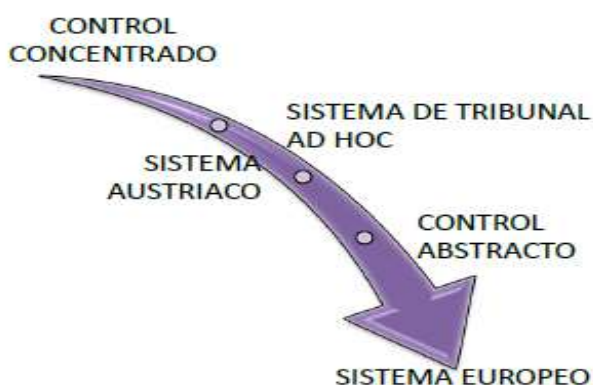 CONTROL
CONCENTRADO
SISTEMA DE TRIBUNAL
AD HOC
SISTEMA
AUSTRIACO
CONTROL
ABSTRACTO
SISTEMA EUROPEO